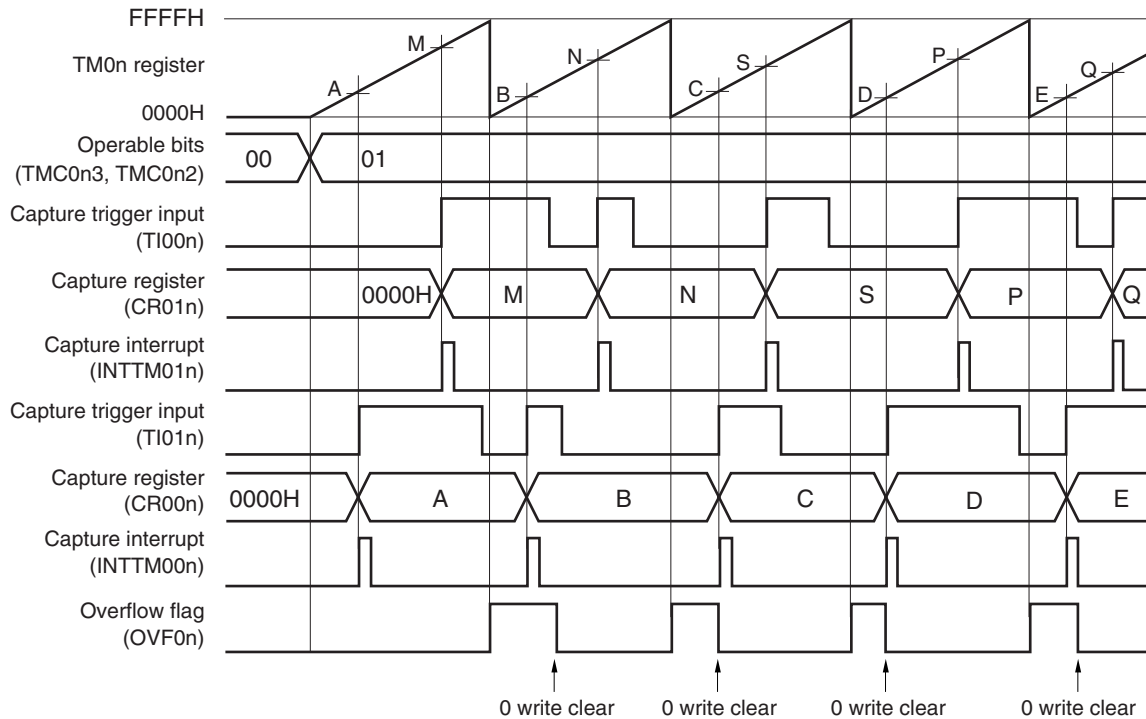 FFFFH
TM0n register
0000H
A M B N C S D P E Q
Operable bits
(TMC0n3, TMC0n2)
00 01
Capture trigger input
(TI00n)
Capture register
(CR01n)
0000H M N S P Q
Capture interrupt
(INTTM01n)
Capture trigger input
(TI01n)
Capture register
(CR00n)
0000H A B C D E
Capture interrupt
(INTTM00n)
Overflow flag
(OVF0n)
0 write clear 0 write clear 0 write clear 0 write clear